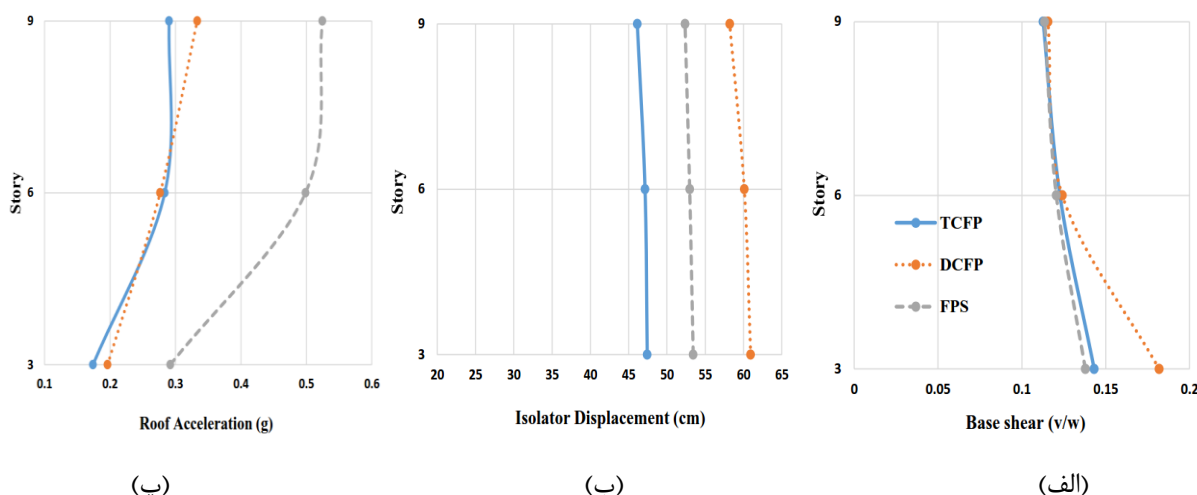 9
6
3
Story
0.1 0.2 0.3 0.4 0.5 0.6
Roof Acceleration (g)
(پ)
9
6
3
Story
20 25 30 35 40 45 50 55 60 65
Isolator Displacement (cm)
(ب)
9
6
3
Story
TCFP
DCFP
FPS
0 0.05 0.1 0.15 0.2
Base shear (v/w)
(الف)